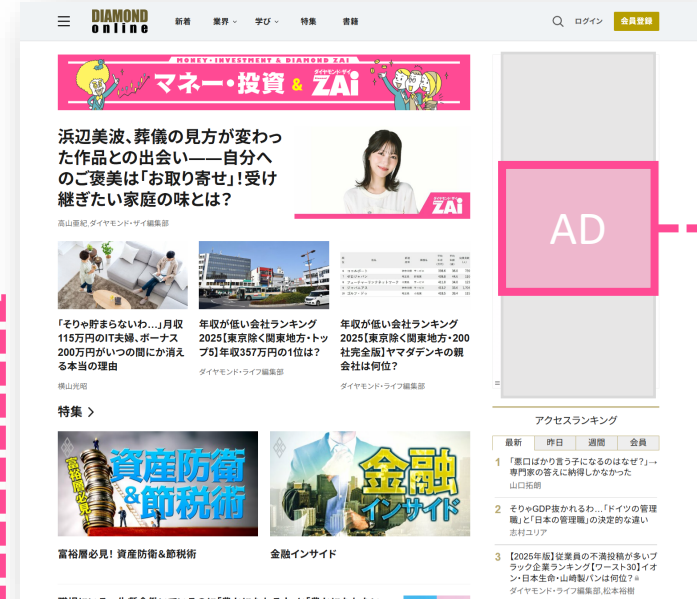 DIAMOND
online
新着
業界
学び
特集
書籍
ログイン
会員登録
MONEY・INVESTMENT & DIAMOND ZAI
マネー・投資 & ダイヤモンド・ザイ ZAi
浜辺美波、葬儀の見方が変わっ
た作品との出会い——自分へ
のご褒美は「お取り寄せ」！受け
継ぎたい家庭の味とは？
高山亜紀,ダイヤモンド・ザイ編集部
ダイヤモンド・ザイ
ZAi
「そりゃ貯まらないわ…」月収
115万円のIT夫婦、ボーナス
200万円がいつの間にか消え
る本当の理由
横山光昭
年収が低い会社ランキング
2025【東京除く関東地方・トッ
プ5】年収357万円の1位は？
ダイヤモンド・ライフ編集部
年収が低い会社ランキング
2025【東京除く関東地方・200
社完全版】ヤマダデンキの親
会社は何位？
ダイヤモンド・ライフ編集部
特集
富裕層必見！
資産防衛
&節税術
富裕層必見！ 資産防衛&節税術
金融
インサイド
金融インサイド
AD
アクセスランキング
最新
昨日
週間
会員
1
「悪口ばかり言う子になるのはなぜ？」→
専門家の答えに納得しかなかった
山口拓朗
2
そりゃGDP抜かれるわ…「ドイツの管理
職」と「日本の管理職」の決定的な違い
志村ユリア
3
【2025年版】従業員の不満投稿が多いブ
ラック企業ランキング【ワースト30】イオ
ン・日本生命・山崎製パンは何位？
ダイヤモンド・ライフ編集部,松本裕樹